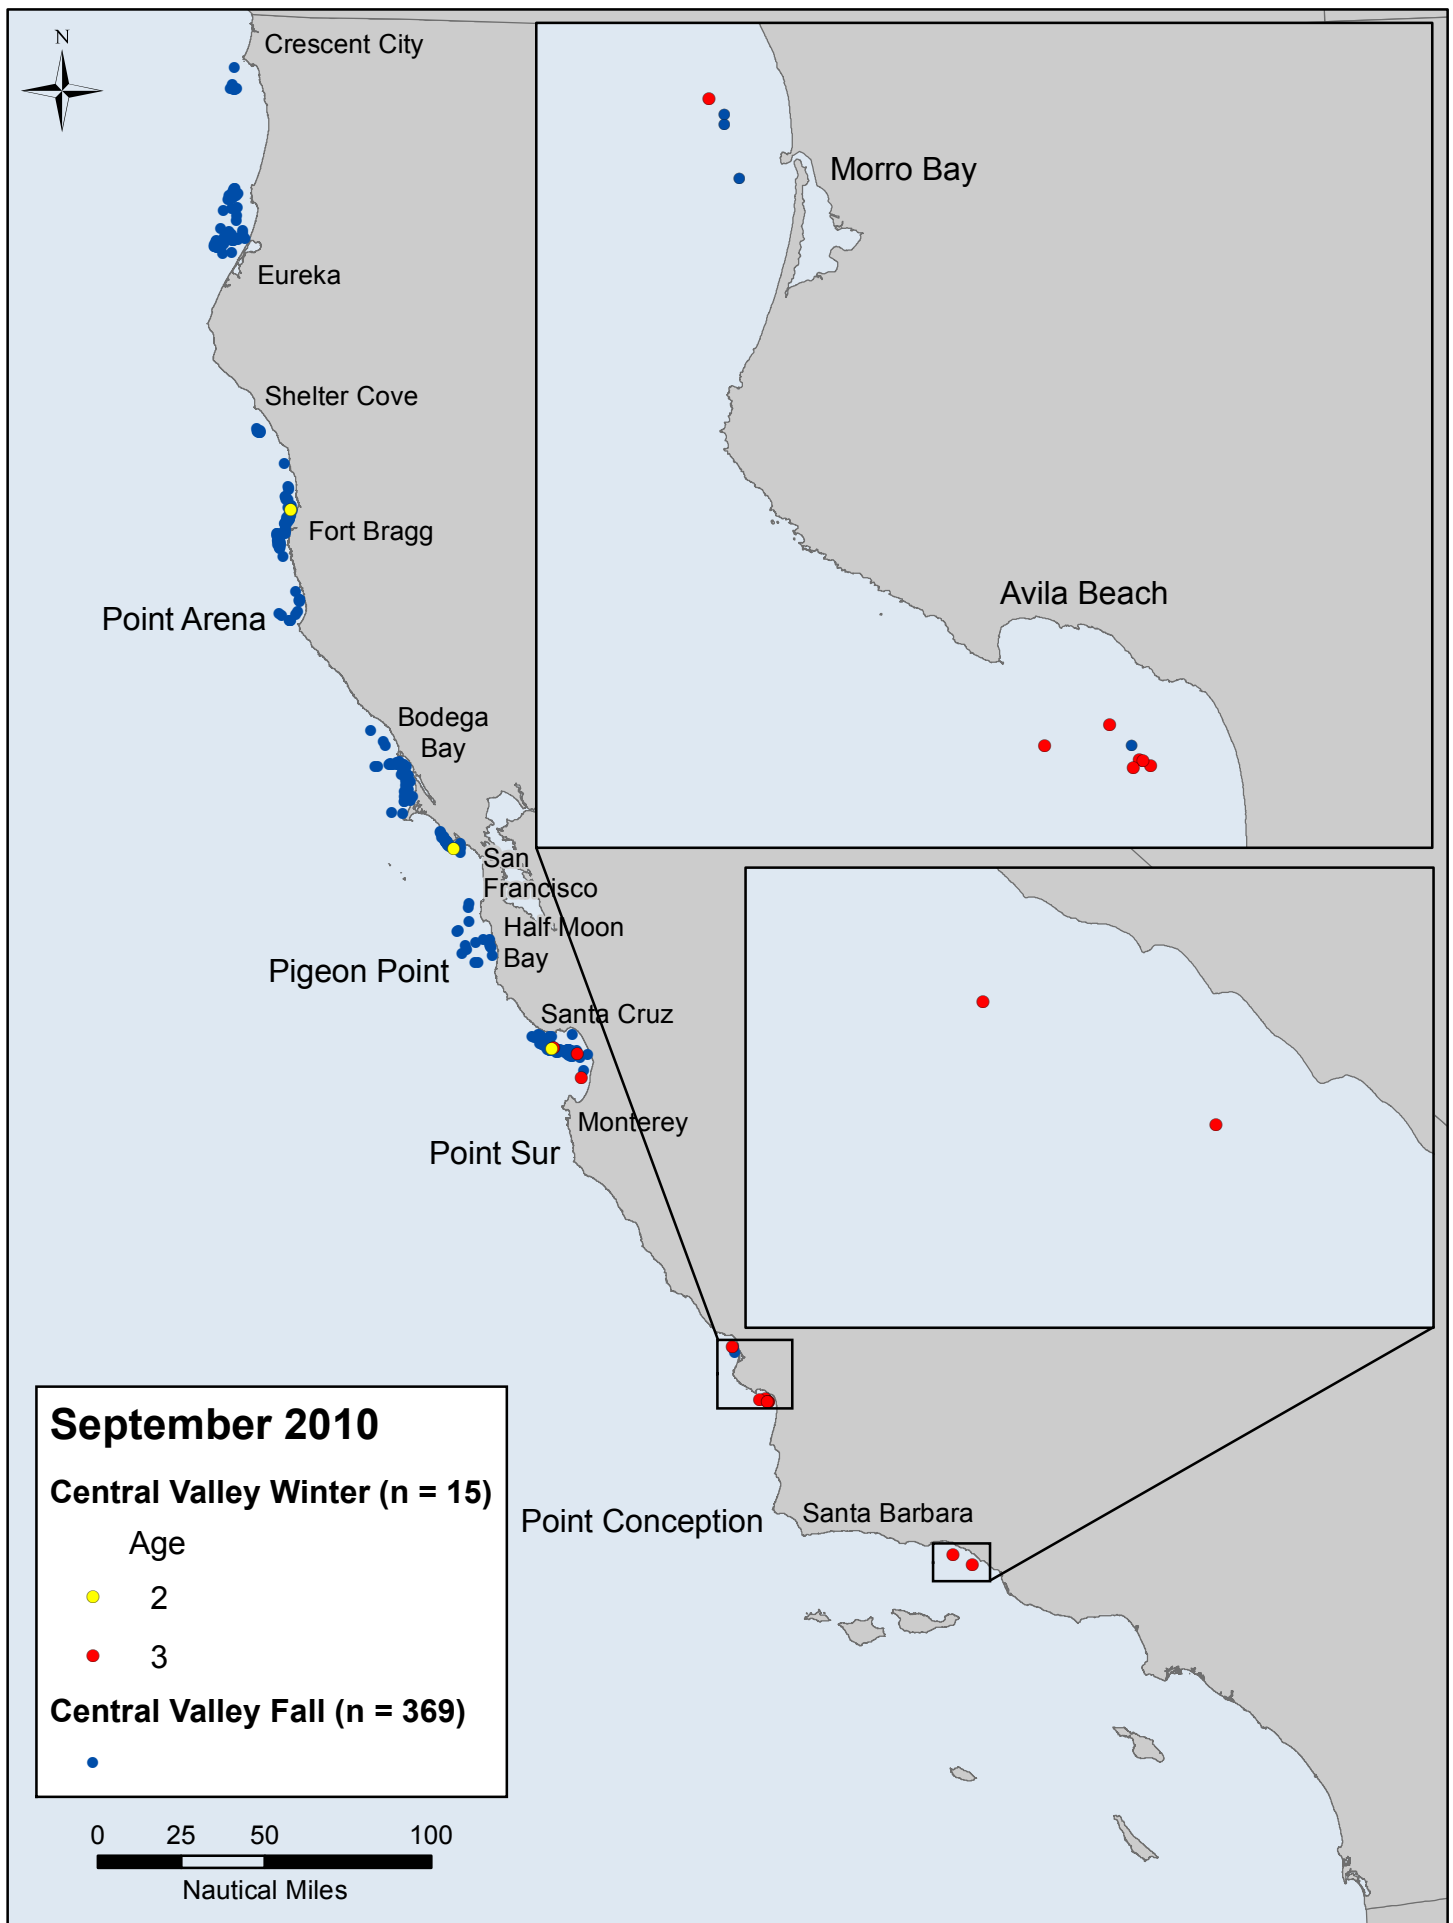 N
Crescent City
Morro Bay
Eureka
Shelter Cove
Fort Bragg
Avila Beach
Point Arena
Bodega
Bay
San
Francisco
Half Moon
Bay
Pigeon Point
Santa Cruz
Monterey
Point Sur
Point Conception
Santa Barbara
September 2010
Central Valley Winter (n = 15)
Age
2
3
Central Valley Fall (n = 369)
0 25 50 100
Nautical Miles